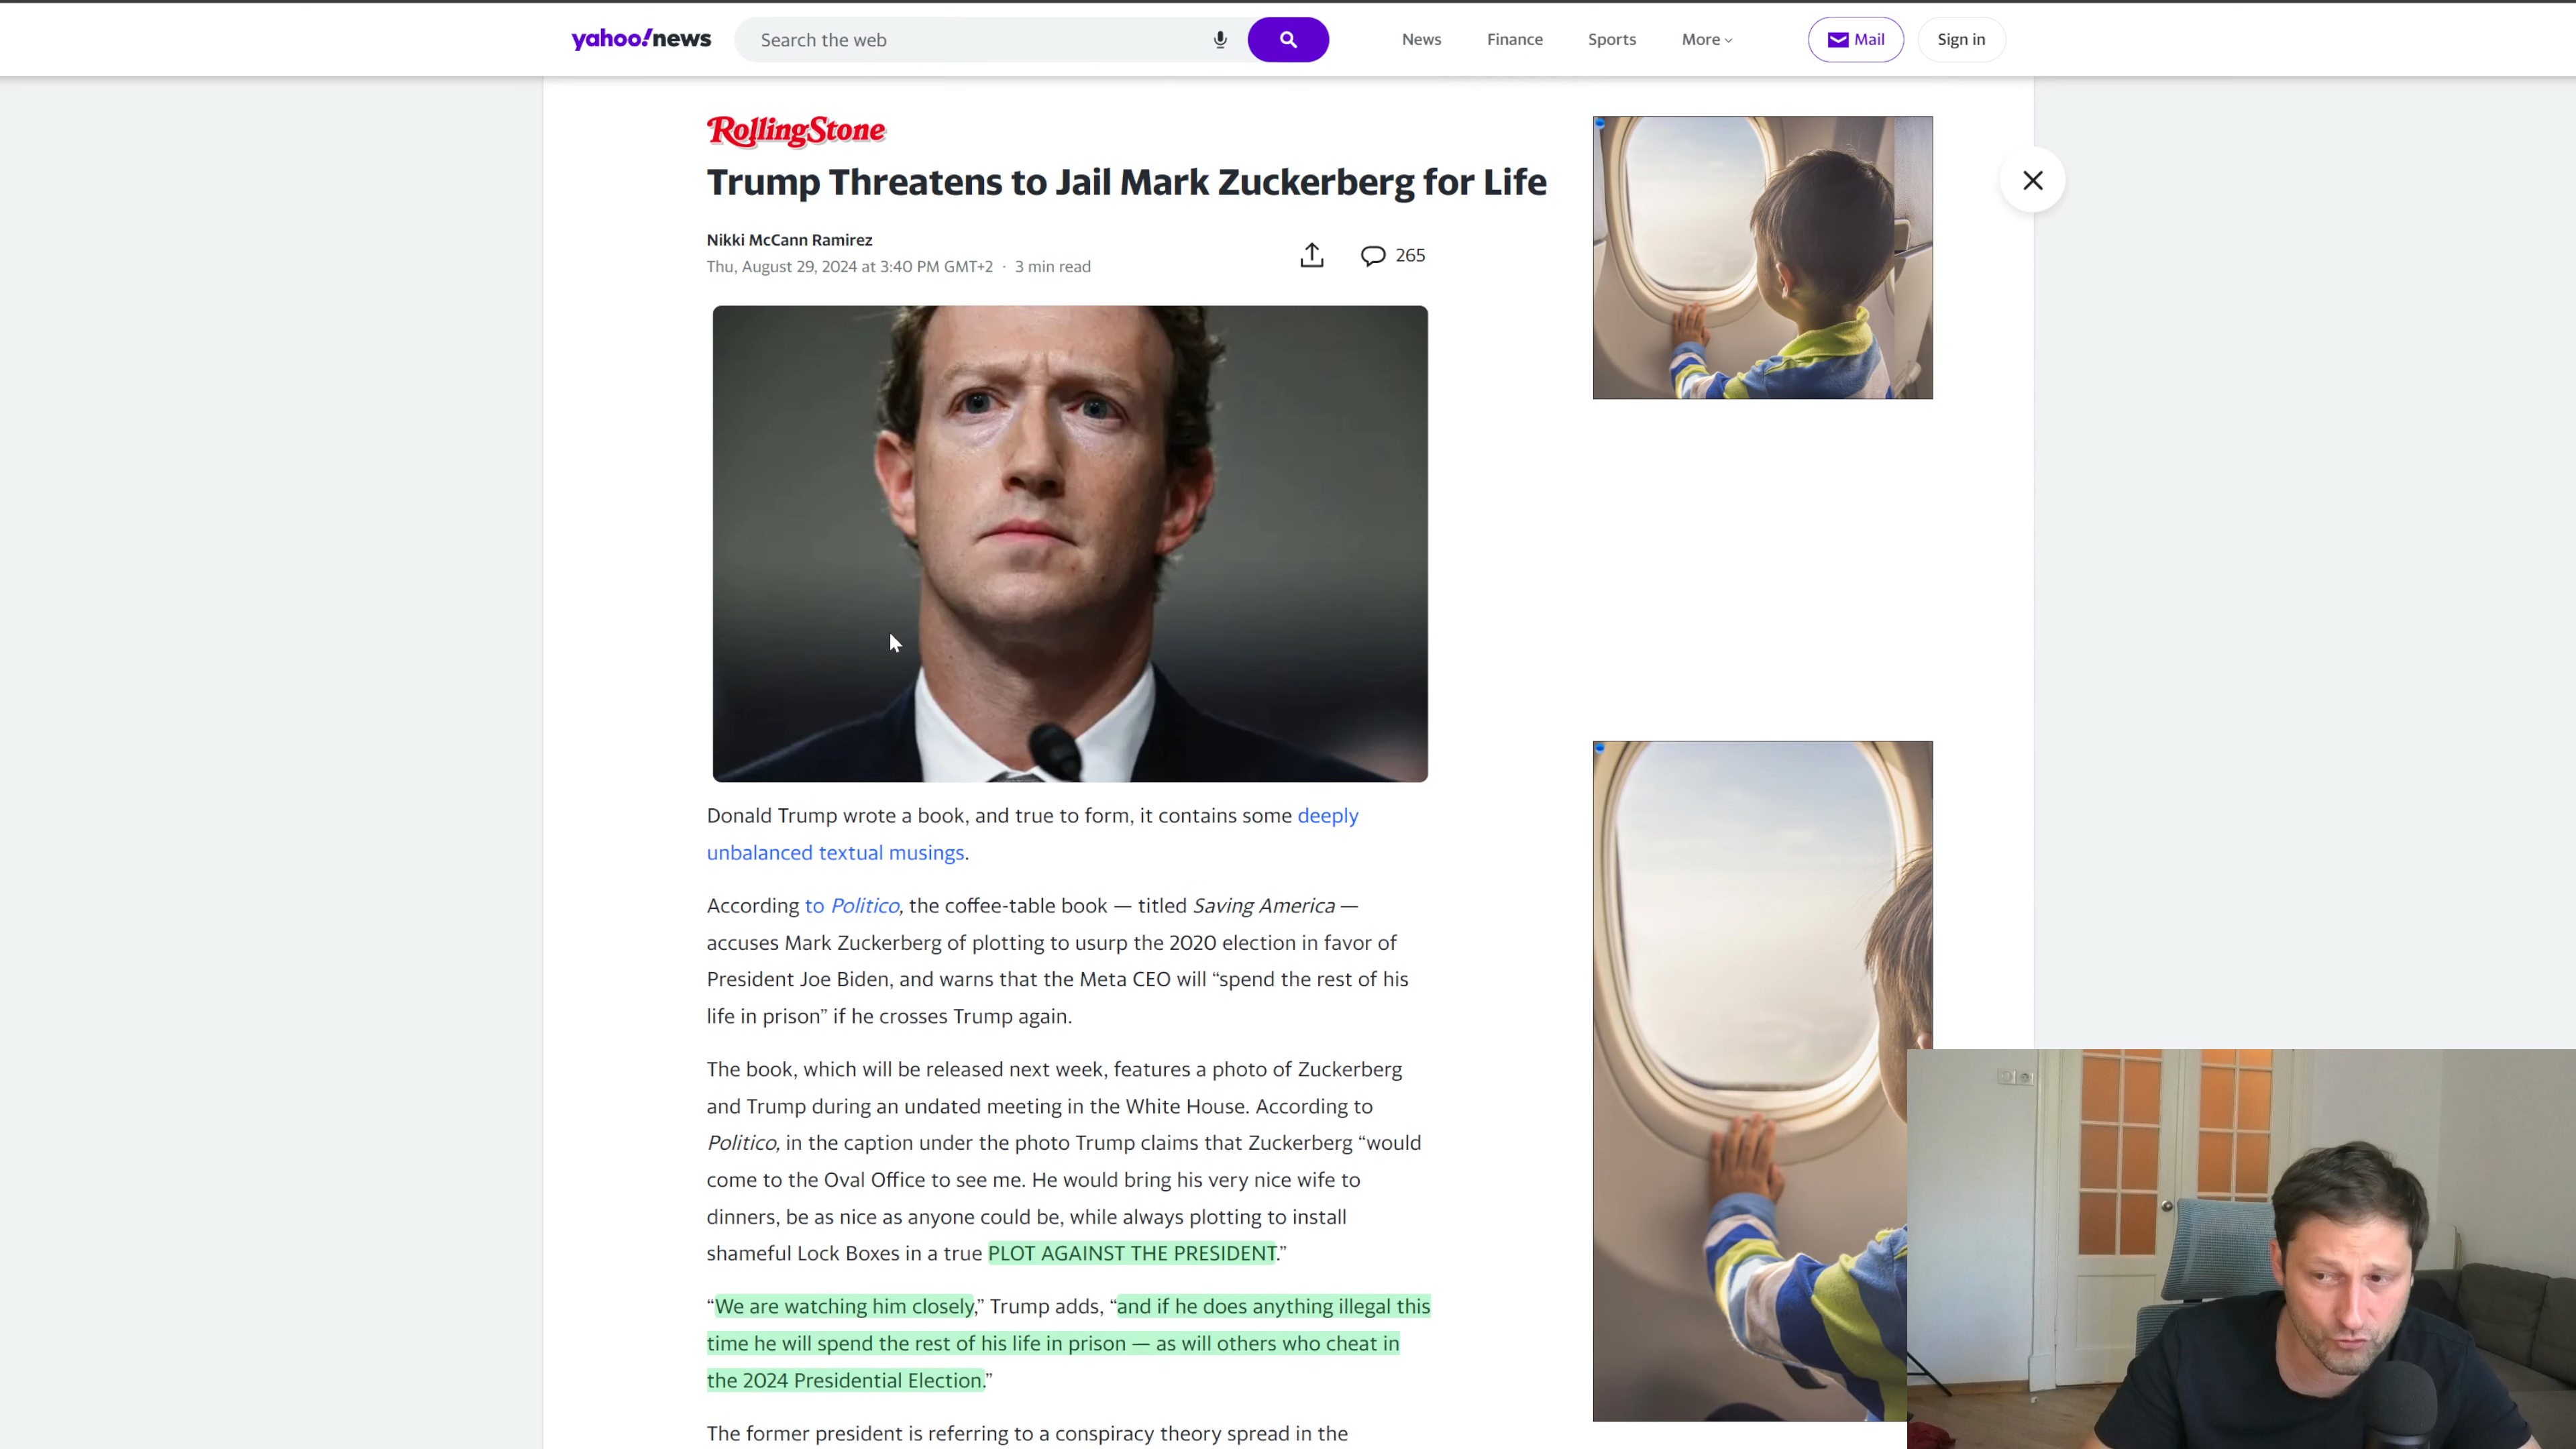 yahoo!news
Search the web
News
Finance
Sports
More
Mail
Sign in
RollingStone
Trump Threatens to Jail Mark Zuckerberg for Life
Nikki McCann Ramirez
Thu, August 29, 2024 at 3:40 PM GMT+2 · 3 min read
265
Donald Trump wrote a book, and true to form, it contains some deeply
unbalanced textual musings.
According to Politico, the coffee-table book — titled Saving America —
accuses Mark Zuckerberg of plotting to usurp the 2020 election in favor of
President Joe Biden, and warns that the Meta CEO will “spend the rest of his
life in prison” if he crosses Trump again.
The book, which will be released next week, features a photo of Zuckerberg
and Trump during an undated meeting in the White House. According to
Politico, in the caption under the photo Trump claims that Zuckerberg “would
come to the Oval Office to see me. He would bring his very nice wife to
dinners, be as nice as anyone could be, while always plotting to install
shameful Lock Boxes in a true PLOT AGAINST THE PRESIDENT.”
“We are watching him closely,” Trump adds, “and if he does anything illegal this
time he will spend the rest of his life in prison — as will others who cheat in
the 2024 Presidential Election.”
The former president is referring to a conspiracy theory spread in the